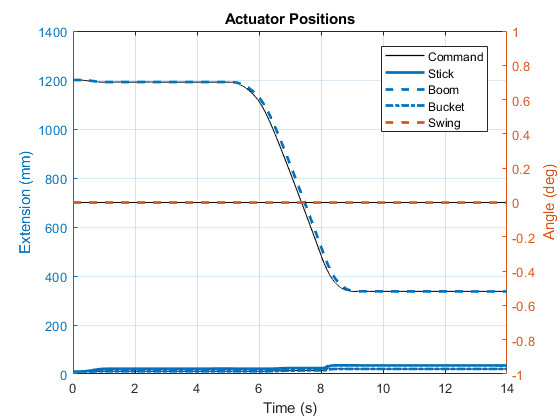 Actuator Positions
Extension (mm)
1400
1200
1000
800
600
400
200
0
Command
Stick
Boom
Bucket
Swing
1
0.8
0.6
0.4
0.2
0
-0.2
-0.4
-0.6
-0.8
-1
Angle (deg)
0 2 4 6 8 10 12 14
Time (s)